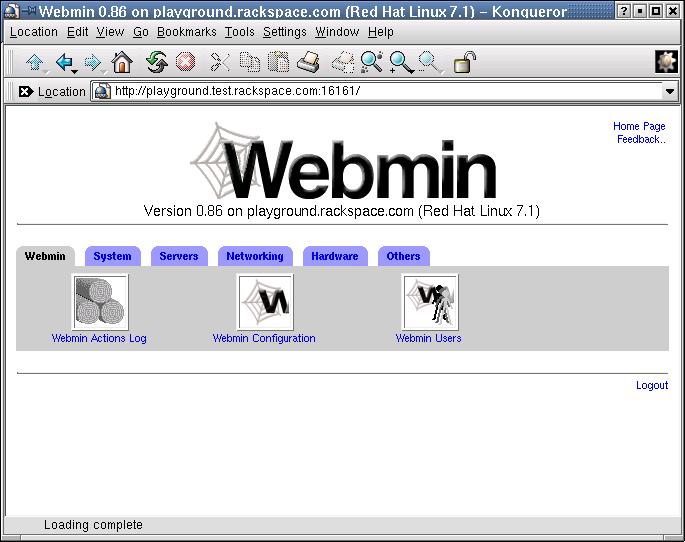 Webmin 0.86 on playground.rackspace.com (Red Hat Linux 7.1) – Konqueror
Location Edit View Go Bookmarks Tools Settings Window Help
Location http://playground.test.rackspace.com:16161/
Home Page
Feedback..
Webmin
Version 0.86 on playground.rackspace.com (Red Hat Linux 7.1)
Webmin System Servers Networking Hardware Others
W W
Webmin Actions Log Webmin Configuration Webmin Users
Logout
Loading complete